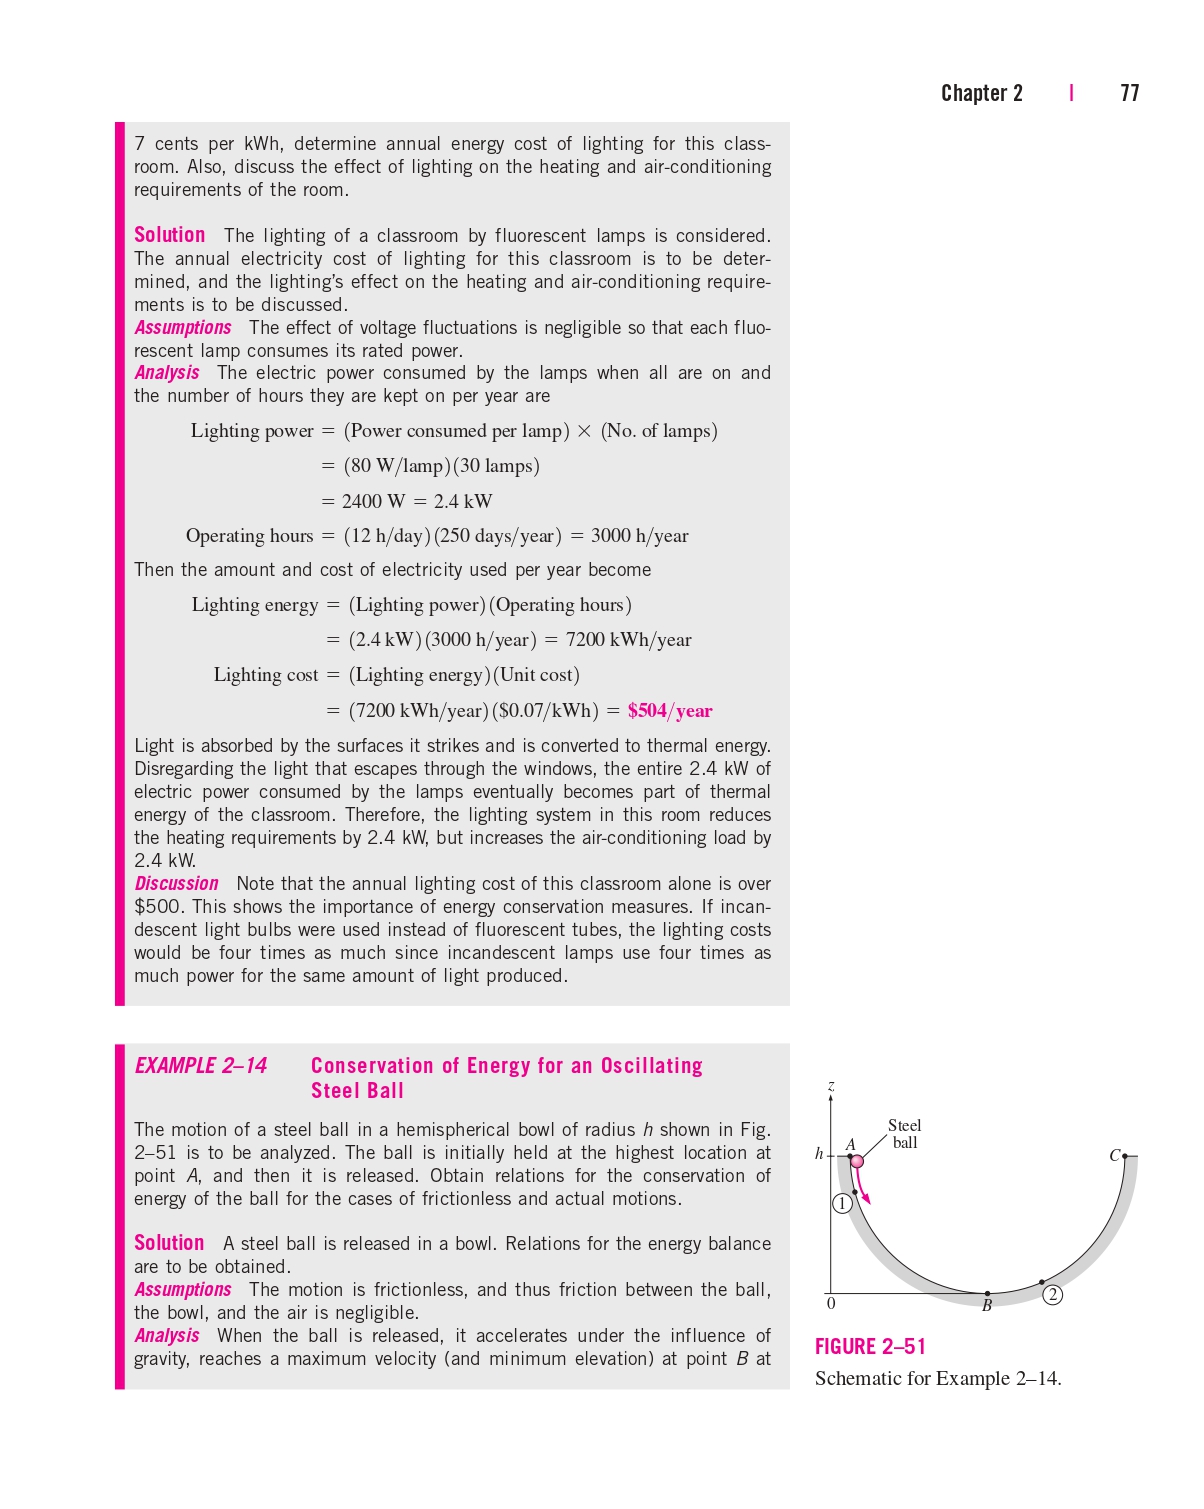 Chapter 2 | 77
7 cents per kWh, determine annual energy cost of lighting for this class-
room. Also, discuss the effect of lighting on the heating and air-conditioning
requirements of the room.
Solution The lighting of a classroom by fluorescent lamps is considered.
The annual electricity cost of lighting for this classroom is to be deter-
mined, and the lighting's effect on the heating and air-conditioning require-
ments is to be discussed.
Assumptions The effect of voltage fluctuations is negligible so that each fluo-
rescent lamp consumes its rated power.
Analysis The electric power consumed by the lamps when all are on and
the number of hours they are kept on per year are
Lighting power = (Power consumed per lamp) × (No. of lamps)
= (80 W/lamp)(30 lamps)
= 2400 W = 2.4 kW
Operating hours = (12 h/day)(250 days/year) = 3000 h/year
Then the amount and cost of electricity used per year become
Lighting energy = (Lighting power)(Operating hours)
= (2.4 kW)(3000 h/year) = 7200 kWh/year
Lighting cost = (Lighting energy)(Unit cost)
= (7200 kWh/year)($0.07/kWh) = $504/year
Light is absorbed by the surfaces it strikes and is converted to thermal energy.
Disregarding the light that escapes through the windows, the entire 2.4 kW of
electric power consumed by the lamps eventually becomes part of thermal
energy of the classroom. Therefore, the lighting system in this room reduces
the heating requirements by 2.4 kW, but increases the air-conditioning load by
2.4 kW.
Discussion Note that the annual lighting cost of this classroom alone is over
$500. This shows the importance of energy conservation measures. If incan-
descent light bulbs were used instead of fluorescent tubes, the lighting costs
would be four times as much since incandescent lamps use four times as
much power for the same amount of light produced.
EXAMPLE 2–14 Conservation of Energy for an Oscillating
Steel Ball
The motion of a steel ball in a hemispherical bowl of radius h shown in Fig.
2–51 is to be analyzed. The ball is initially held at the highest location at
point A, and then it is released. Obtain relations for the conservation of
energy of the ball for the cases of frictionless and actual motions.
Solution A steel ball is released in a bowl. Relations for the energy balance
are to be obtained.
Assumptions The motion is frictionless, and thus friction between the ball,
the bowl, and the air is negligible.
Analysis When the ball is released, it accelerates under the influence of
gravity, reaches a maximum velocity (and minimum elevation) at point B at
z
Steel
ball
h
A
C
1
2
0
B
FIGURE 2–51
Schematic for Example 2–14.